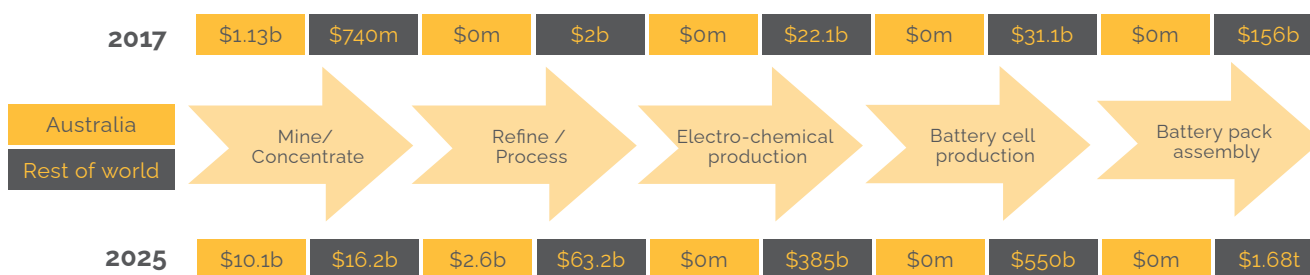 2017 $1.13b $740m $0m $2b $0m $22.1b $0m $31.1b $0m $156b
Australia
Rest of world
Mine/
Concentrate
Refine /
Process
Electro-chemical
production
Battery cell
production
Battery pack
assembly
2025 $10.1b $16.2b $2.6b $63.2b $0m $385b $0m $550b $0m $1.68t